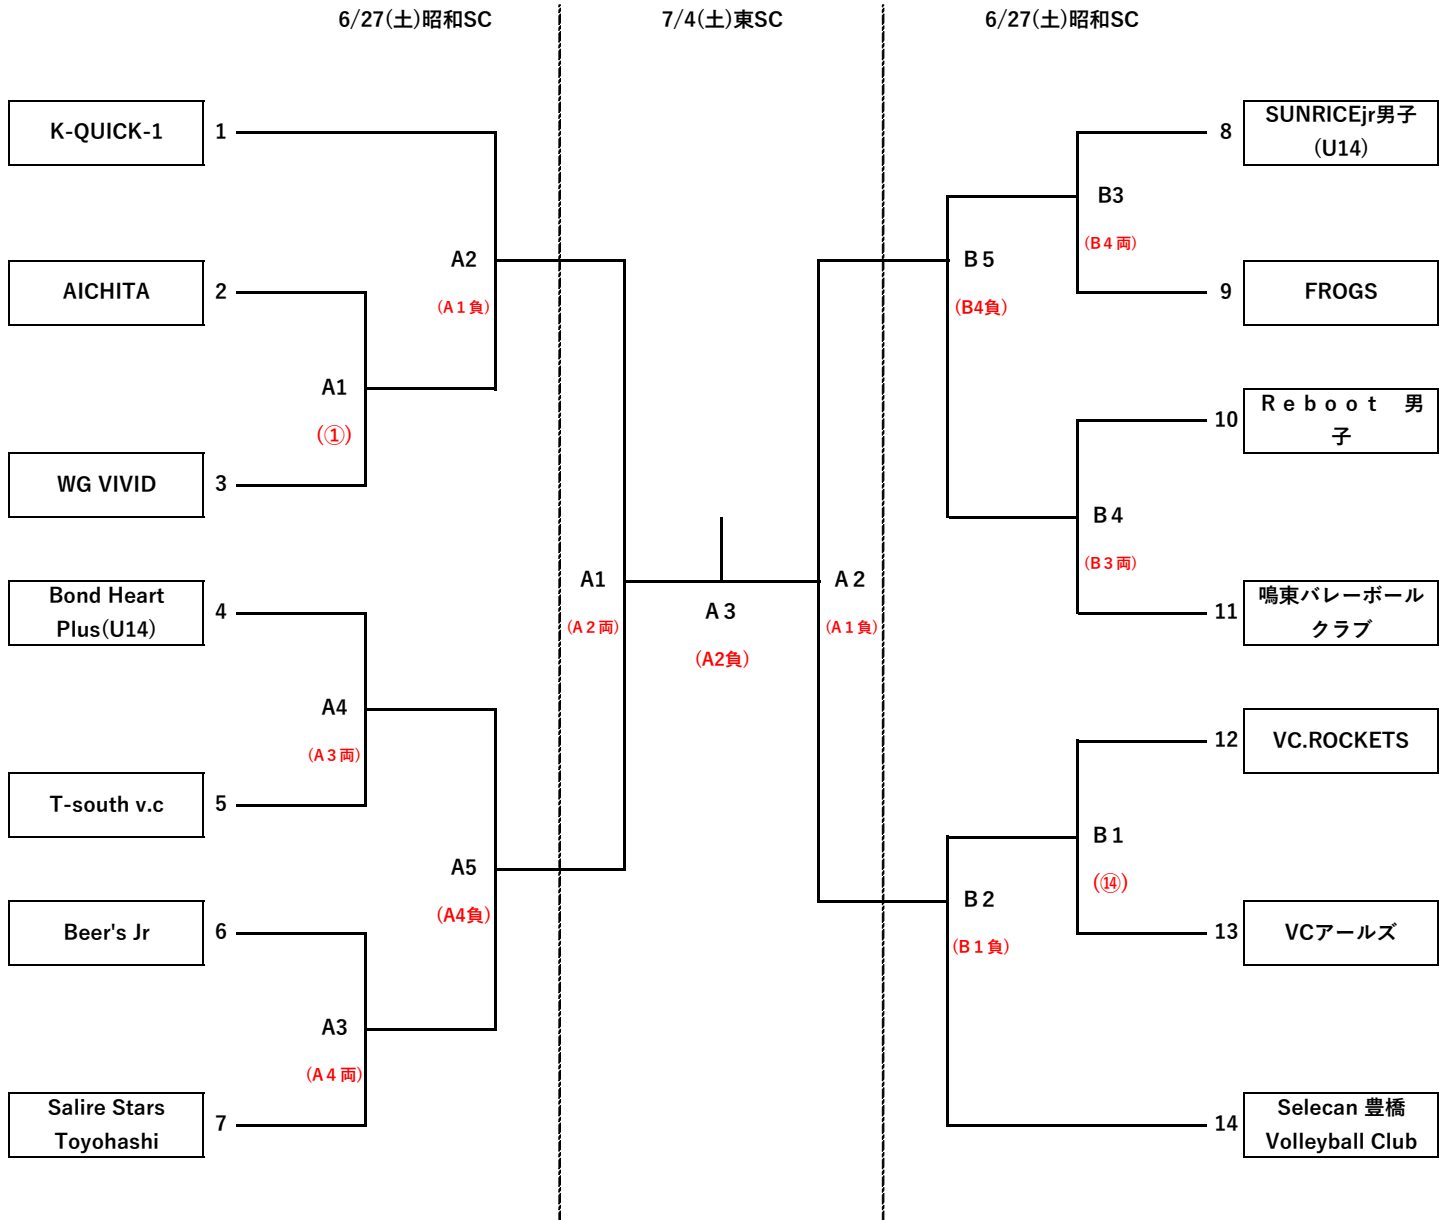 6/27(土)昭和SC
7/4(土)東SC
6/27(土)昭和SC
K-QUICK-1
1
AICHITA
2
WG VIVID
3
Bond Heart
Plus(U14)
4
T-south v.c
5
Beer's Jr
6
Salire Stars
Toyohashi
7
A2
(A１負)
A1
(①)
A4
(A３両)
A5
(A4負)
A3
(A４両)
A1
(A２両)
A３
(A2負)
A２
(A１負)
B3
(B４両)
B５
(B4負)
B４
(B３両)
B１
(⑭)
B２
(B１負)
8
SUNRICEjr男子
(U14)
9
FROGS
10
Ｒｅｂｏｏｔ　男
子
11
鳴東バレーボール
クラブ
12
VC.ROCKETS
13
VCアールズ
14
Selecan 豊橋
Volleyball Club